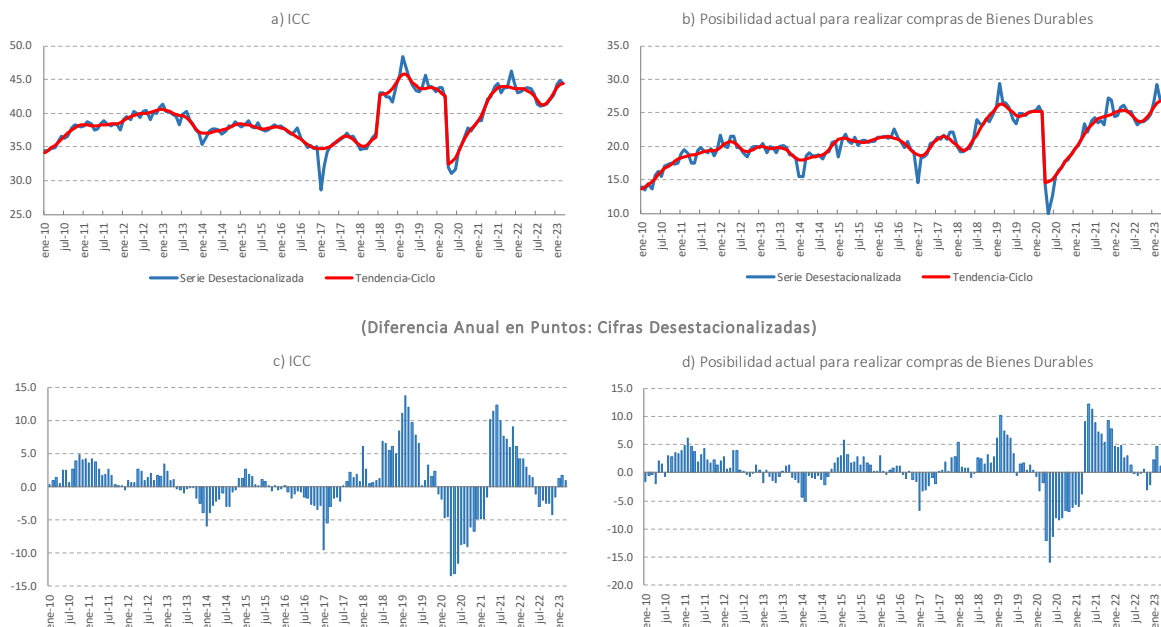 a) ICC
50.0
45.0
40.0
35.0
30.0
25.0
ene-10
jul-10
ene-11
jul-11
ene-12
jul-12
ene-13
jul-13
ene-14
jul-14
ene-15
jul-15
ene-16
jul-16
ene-17
jul-17
ene-18
jul-18
ene-19
jul-19
ene-20
jul-20
ene-21
jul-21
ene-22
jul-22
ene-23
Serie Desestacionalizada
Tendencia-Ciclo
b) Posibilidad actual para realizar compras de Bienes Durables
35.0
30.0
25.0
20.0
15.0
10.0
ene-10
jul-10
ene-11
jul-11
ene-12
jul-12
ene-13
jul-13
ene-14
jul-14
ene-15
jul-15
ene-16
jul-16
ene-17
jul-17
ene-18
jul-18
ene-19
jul-19
ene-20
jul-20
ene-21
jul-21
ene-22
jul-22
ene-23
Serie Desestacionalizada
Tendencia-Ciclo
(Diferencia Anual en Puntos: Cifras Desestacionalizadas)
c) ICC
15.0
10.0
5.0
0.0
-5.0
-10.0
-15.0
ene-10
jul-10
ene-11
jul-11
ene-12
jul-12
ene-13
jul-13
ene-14
jul-14
ene-15
jul-15
ene-16
jul-16
ene-17
jul-17
ene-18
jul-18
ene-19
jul-19
ene-20
jul-20
ene-21
jul-21
ene-22
jul-22
ene-23
d) Posibilidad actual para realizar compras de Bienes Durables
15.0
10.0
5.0
0.0
-5.0
-10.0
-15.0
-20.0
ene-10
jul-10
ene-11
jul-11
ene-12
jul-12
ene-13
jul-13
ene-14
jul-14
ene-15
jul-15
ene-16
jul-16
ene-17
jul-17
ene-18
jul-18
ene-19
jul-19
ene-20
jul-20
ene-21
jul-21
ene-22
jul-22
ene-23